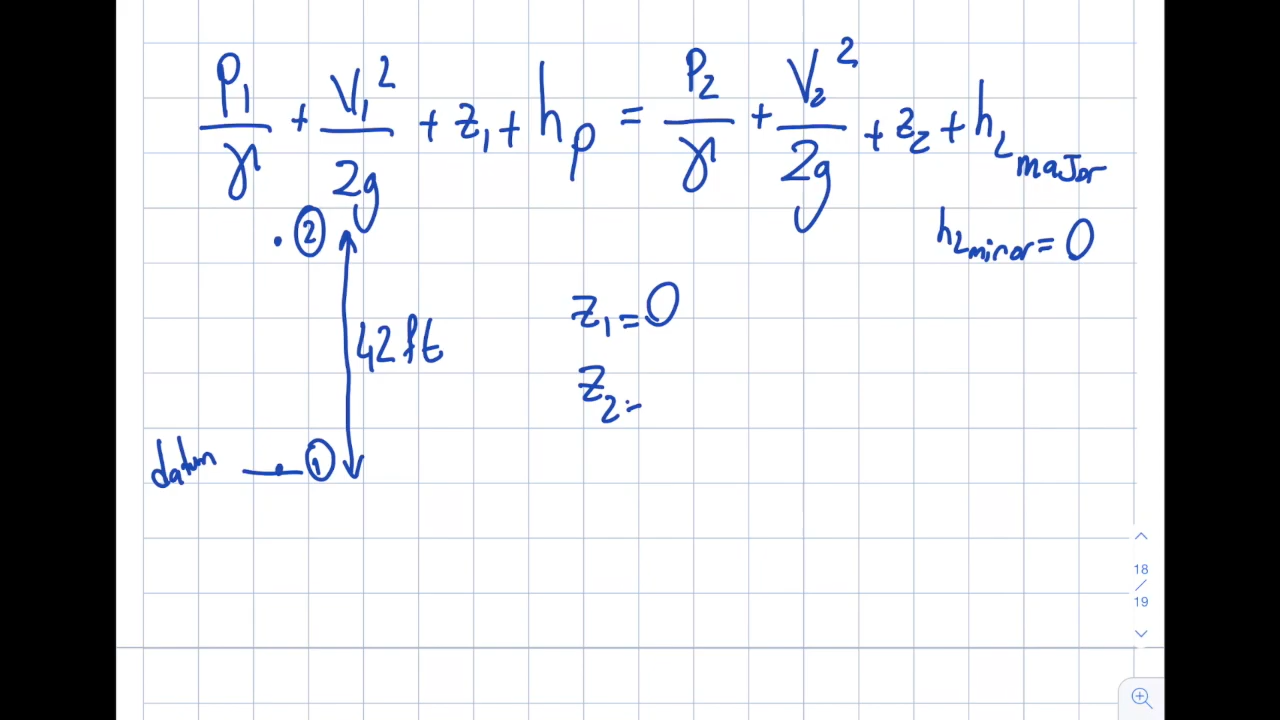 P₁/γ + V₁²/2g + z₁ + hp = P₂/γ + V₂²/2g + z₂ + hL major
hL minor = 0
②
42 ft
z₁ = 0
z₂ =
datum ①
18
/
19